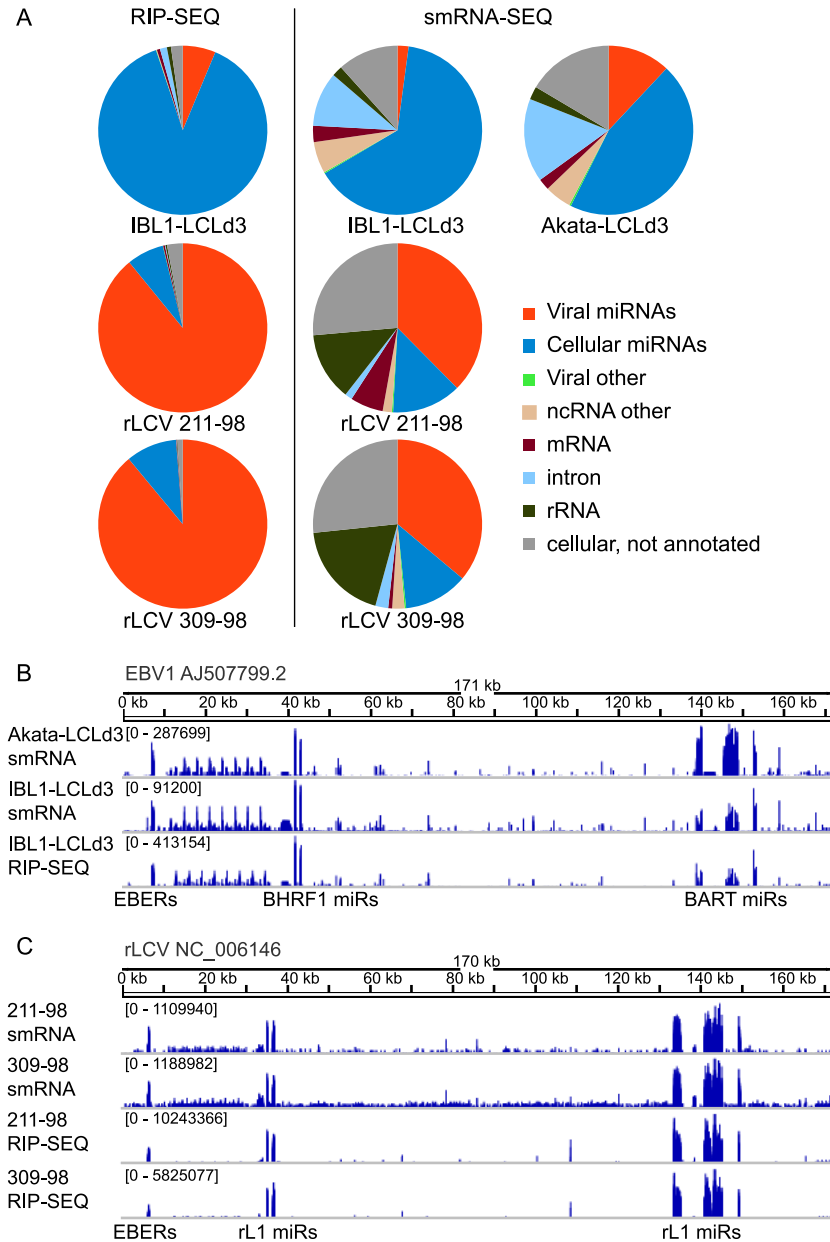 A
RIP-SEQ
smRNA-SEQ
IBL1-LCLd3
IBL1-LCLd3
Akata-LCLd3
rLCV 211-98
rLCV 211-98
rLCV 309-98
rLCV 309-98
Viral miRNAs
Cellular miRNAs
Viral other
ncRNA other
mRNA
intron
rRNA
cellular, not annotated
B
EBV1 AJ507799.2
171 kb
0 kb 20 kb 40 kb 60 kb 80 kb 100 kb 120 kb 140 kb 160 kb
Akata-LCLd3
smRNA
[0 - 287699]
IBL1-LCLd3
smRNA
[0 - 91200]
IBL1-LCLd3
RIP-SEQ
[0 - 413154]
EBERs BHRF1 miRs BART miRs
C
rLCV NC_006146
170 kb
0 kb 20 kb 40 kb 60 kb 80 kb 100 kb 120 kb 140 kb 160 kb
211-98
smRNA
[0 - 1109940]
309-98
smRNA
[0 - 1188982]
211-98
RIP-SEQ
[0 - 10243366]
309-98
RIP-SEQ
[0 - 5825077]
EBERs rL1 miRs rL1 miRs